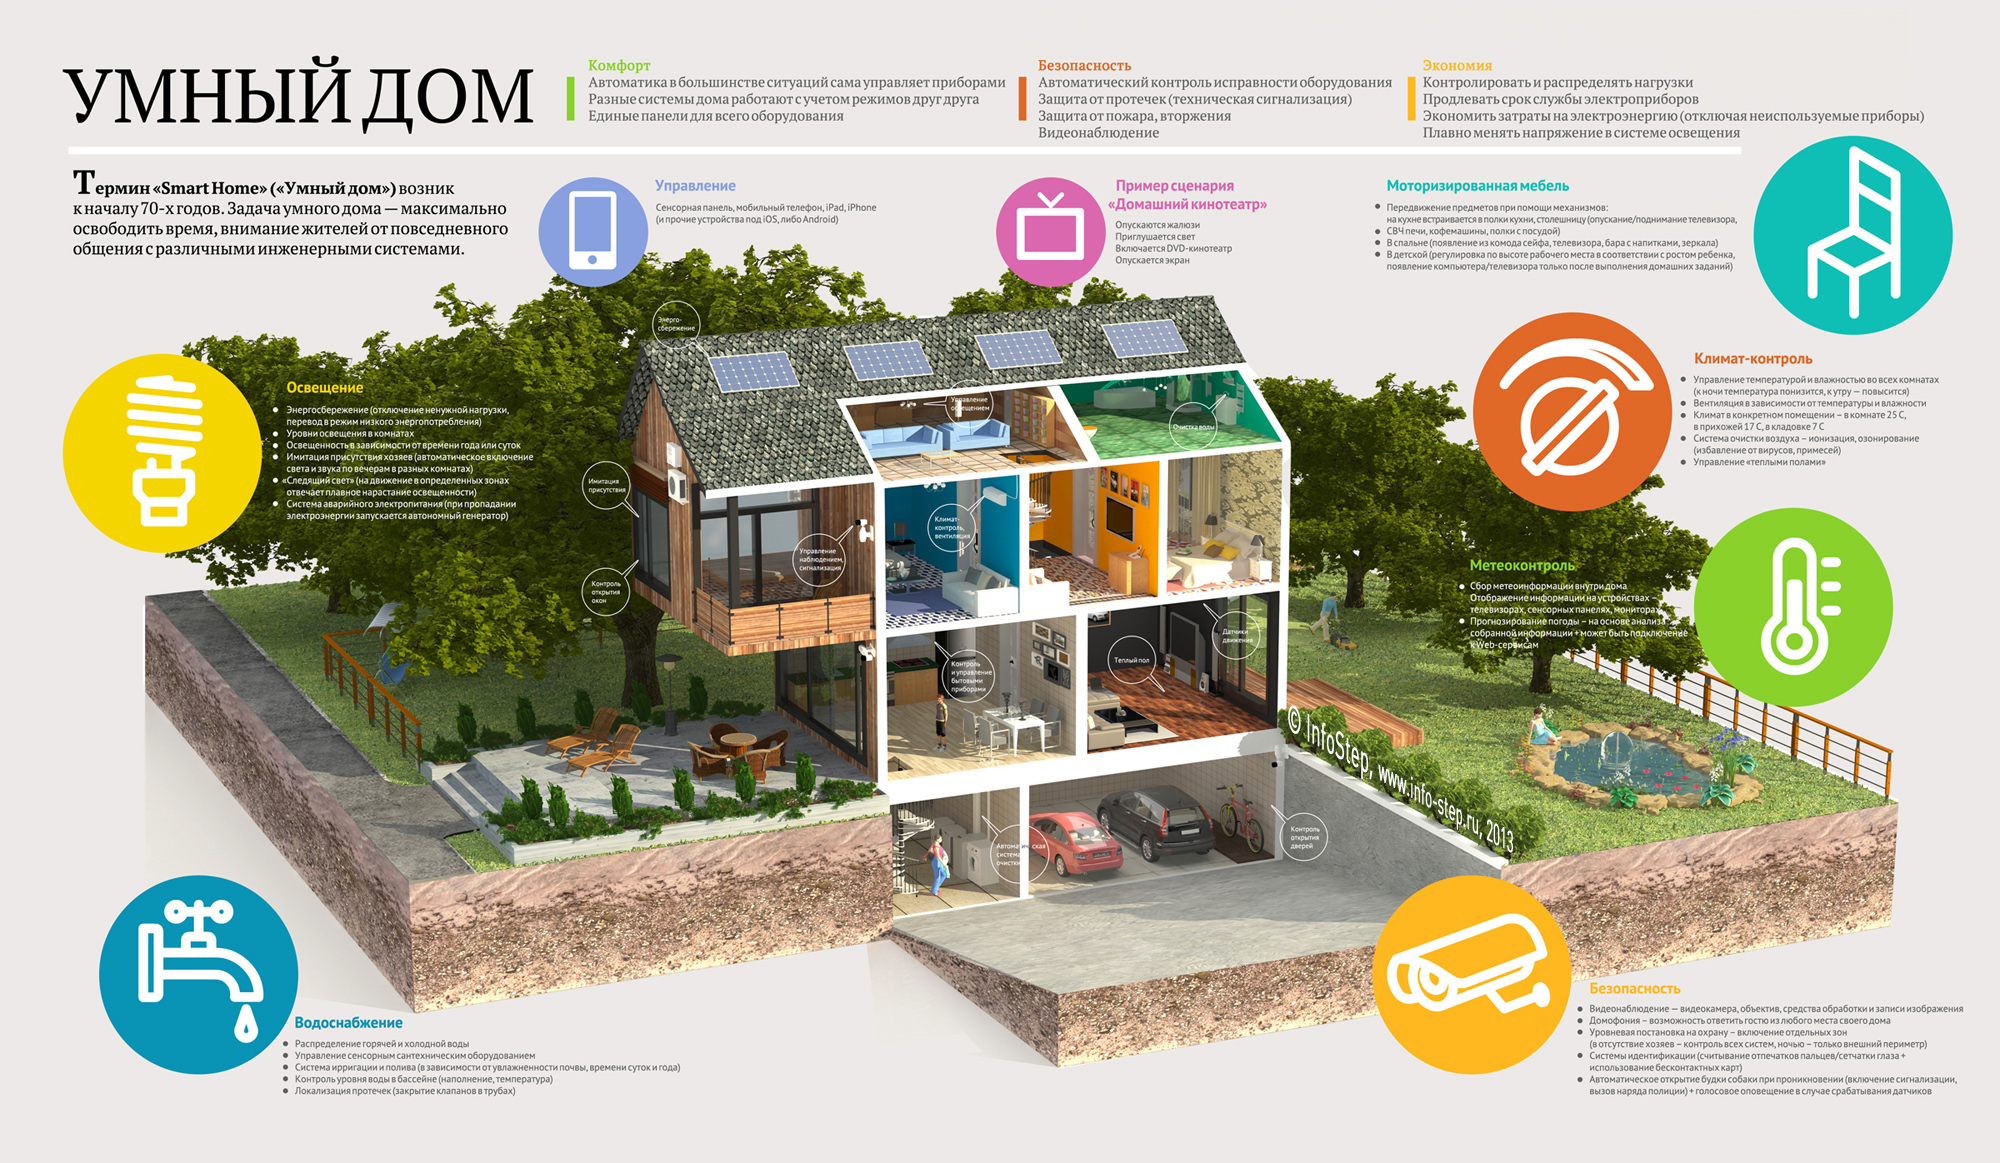 УМНЫЙ ДОМ
Комфорт
Автоматика в большинстве ситуаций сама управляет приборами
Разные системы дома работают с учетом режимов друг друга
Единые панели для всего оборудования
Безопасность
Автоматический контроль исправности оборудования
Защита от протечек (техническая сигнализация)
Защита от пожара, вторжения
Видеонаблюдение
Экономия
Контролировать и распределять нагрузки
Продлевать срок службы электроприборов
Экономить затраты на электроэнергию (отключая неиспользуемые приборы)
Плавно менять напряжение в системе освещения
Термин «Smart Home» («Умный дом») возник
к началу 70-х годов. Задача умного дома — максимально
освободить время, внимание жителей от повседневного
общения с различными инженерными системами.
Управление
Сенсорная панель, мобильный телефон, iPad, iPhone
(и прочие устройства под iOS, либо Android)
Пример сценария
«Домашний кинотеатр»
Опускаются жалюзи
Приглушается свет
Включается DVD-кинотеатр
Опускается экран
Моторизированная мебель
• Передвижение предметов при помощи механизмов:
на кухне встраивается в полки кухни, столешницу (опускание/поднимание телевизора,
• СВЧ печи, кофемашины, полки с посудой)
• В спальне (появление из комода сейфа, телевизора, бара с напитками, зеркала)
• В детской (регулировка по высоте рабочего места в соответствии с ростом ребенка,
появление компьютера/телевизора только после выполнения домашних заданий)
Освещение
• Энергосбережение (отключение ненужной нагрузки,
перевод в режим низкого энергопотребления)
• Уровни освещения в комнатах
• Освещенность в зависимости от времени года или суток
• Имитация присутствия хозяев (автоматическое включение
света и звука по вечерам в разных комнатах)
• «Следящий свет» (на движение в определенных зонах
отвечает плавное нарастание освещенности)
• Система аварийного электропитания (при пропадании
электроэнергии запускается автономный генератор)
Климат-контроль
• Управление температурой и влажностью во всех комнатах
(к ночи температура понизится, к утру — повысится)
• Вентиляция в зависимости от температуры и влажности
• Климат в конкретном помещении – в комнате 25 С,
в прихожей 17 С, в кладовке 7 С
• Система очистки воздуха – ионизация, озонирование
(избавление от вирусов, примесей)
• Управление «теплыми полами»
Метеоконтроль
• Сбор метеоинформации внутри дома
Отображение информации на устройствах –
телевизорах, сенсорных панелях, мониторах
• Прогнозирование погоды – на основе анализа
собранной информации + может быть подключение
к Web-сервисам
Энерго-
сбережение
Управление
освещением
Очистка воды
Имитация
присутствия
Климат-
контроль,
вентиляция
Управление
наблюдением,
сигнализация
Контроль
открытия
окон
Контроль
и управление
бытовыми
приборами
Теплый пол
Датчики
движения
Автоматическая
система
очистки
Контроль
открытия
дверей
© InfoStep, www.info-step.ru, 2013
Водоснабжение
• Распределение горячей и холодной воды
• Управление сенсорным сантехническим оборудованием
• Система ирригации и полива (в зависимости от увлажненности почвы, времени суток и года)
• Контроль уровня воды в бассейне (наполнение, температура)
• Локализация протечек (закрытие клапанов в трубах)
Безопасность
• Видеонаблюдение — видеокамера, объектив, средства обработки и записи изображения
• Домофония – возможность ответить гостю из любого места своего дома
• Уровневая постановка на охрану – включение отдельных зон
(в отсутствие хозяев – контроль всех систем, ночью – только внешний периметр)
• Системы идентификации (считывание отпечатков пальцев/сетчатки глаза +
использование бесконтактных карт)
• Автоматическое открытие будки собаки при проникновении (включение сигнализации,
вызов наряда полиции) + голосовое оповещение в случае срабатывания датчиков